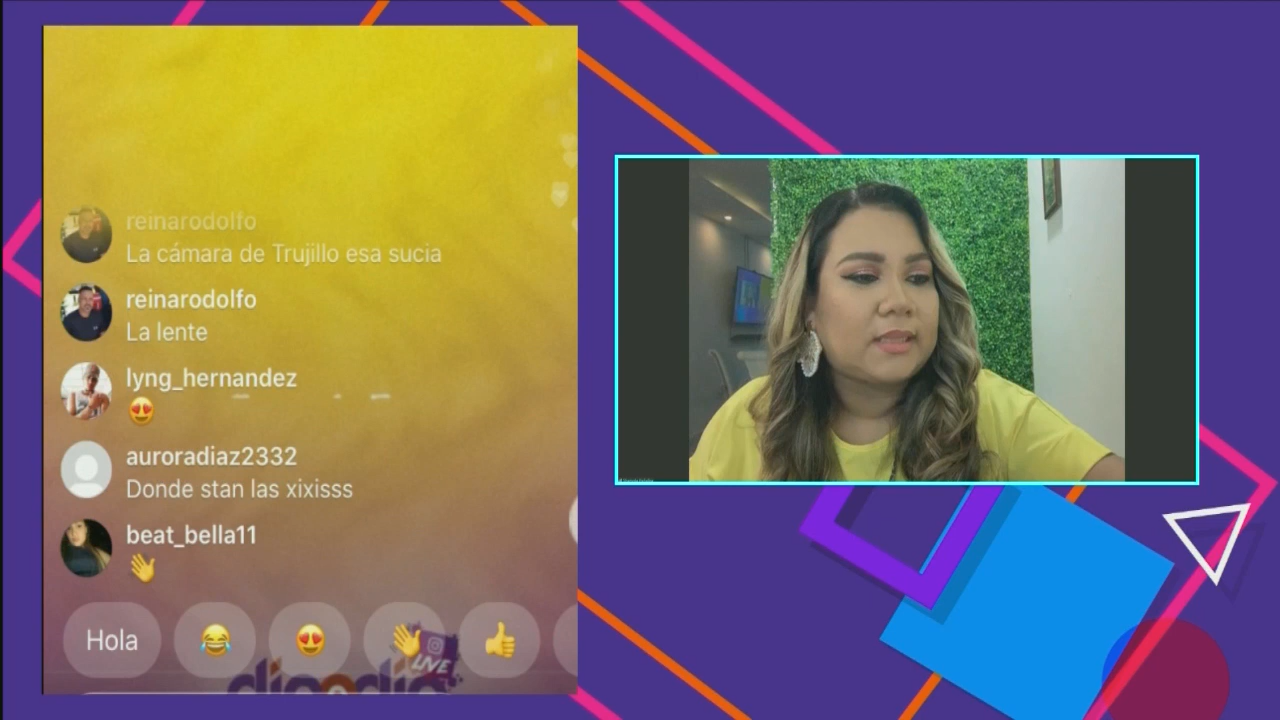 reinarodolfo
La cámara de Trujillo esa sucia
reinarodolfo
La lente
lyng_hernandez
😍
auroradiaz2332
Donde stan las xixisss
beat_bella11
👋
Hola 😂 😍 👋 👍
LIVE